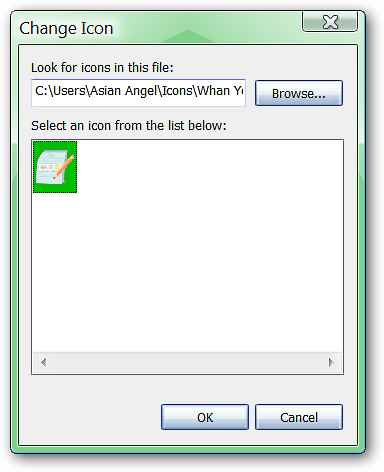 Change Icon
Look for icons in this file:
C:\Users\Asian Angel\Icons\Whan Yo
Browse...
Select an icon from the list below:
OK
Cancel